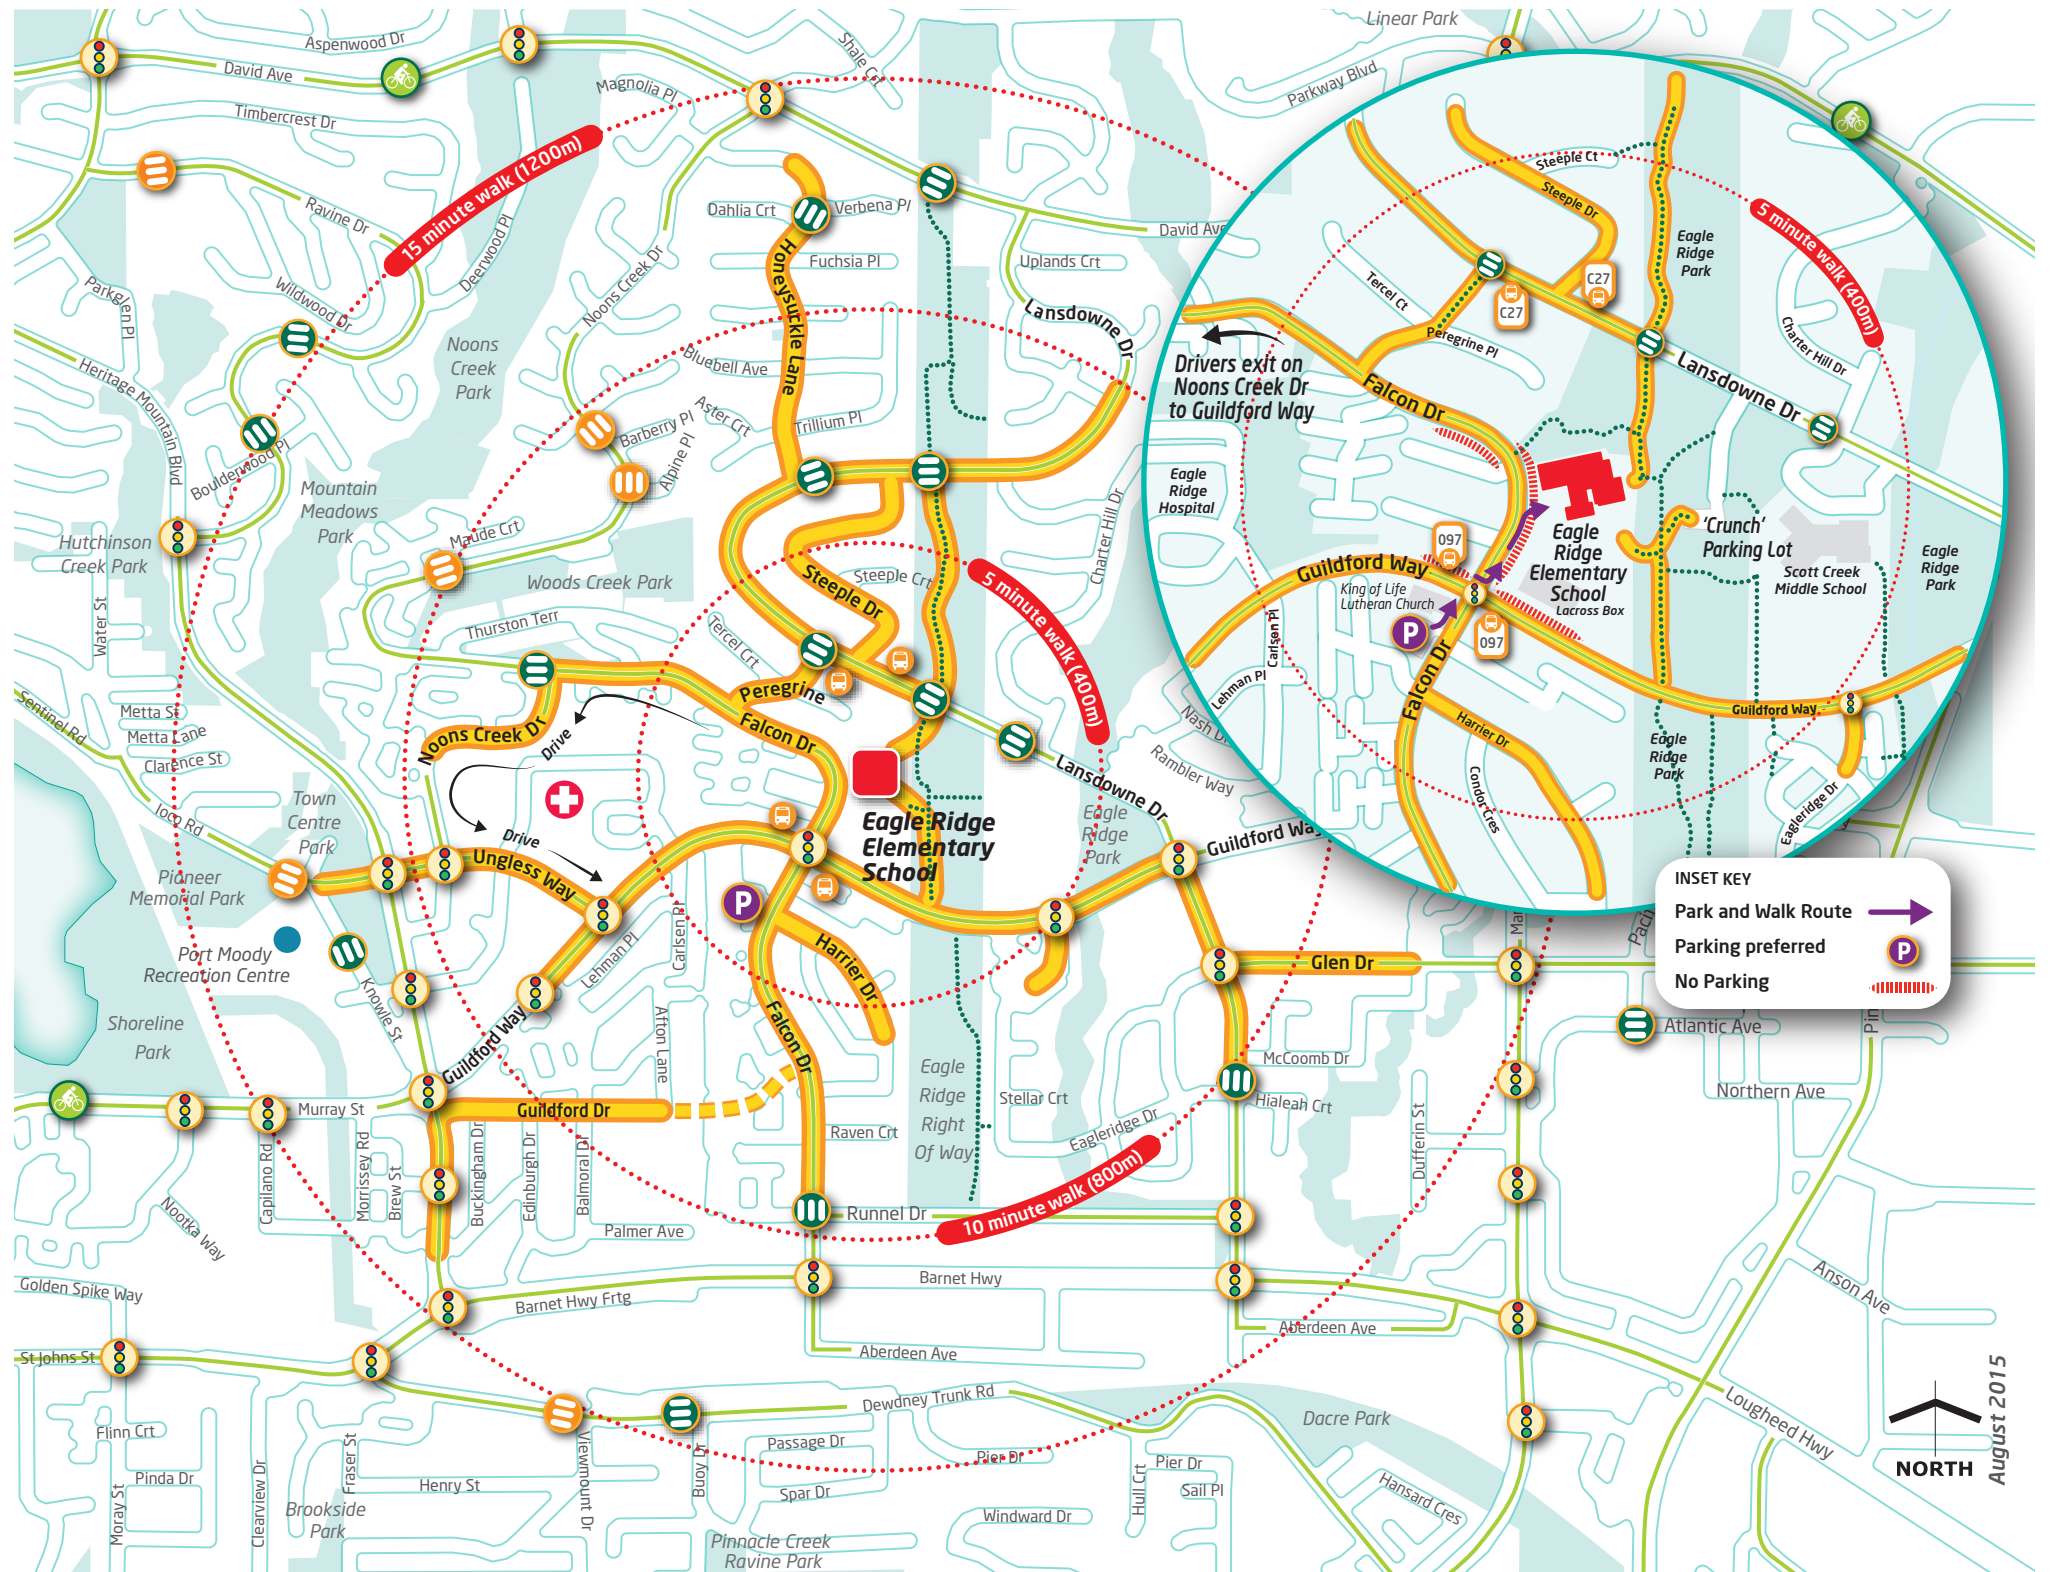 Linear Park
Aspenwood Dr
David Ave
Shale Crt
Magnolia Pl
Parkway Blvd
Timbercrest Dr
15 minute walk (1200m)
Ravine Dr
Deerwood Pl
Dahlia Crt
Verbena Pl
David Ave
Honeysuckle Lane
Fuchsia Pl
Uplands Crt
Noons Creek Dr
Parkglen Pl
Wildwood Dr
Lansdowne Dr
Noons
Creek
Park
Bluebell Ave
Heritage Mountain Blvd
Aster Crt
Trillium Pl
Barberry Pl
Alpine Pl
Boulderwood Pl
Mountain
Meadows
Park
Maude Crt
Hutchinson
Creek Park
Charter Hill Dr
Woods Creek Park
Steeple Crt
Steeple Dr
5 minute walk (400m)
Water St
Thurston Terr
Tercel Crt
Peregrine
Falcon Dr
Sentinel Rd
Metta St
Metta Lane
Clarence St
Noons Creek Dr
Drive
Drive
Lansdowne Dr
Nash Dr
Rambler Way
Ioco Rd
Town
Centre
Park
Eagle Ridge
Elementary
School
Eagle
Ridge
Park
Guildford Way
Ungless Way
Pioneer
Memorial Park
P
Port Moody
Recreation Centre
Lehman Pl
Carlsen Pl
Harrier Dr
Glen Dr
Knowle St
Shoreline
Park
Guildford Way
Afton Lane
Falcon Dr
Atlantic Ave
McCoomb Dr
Eagle
Ridge
Right
Of Way
Northern Ave
Murray St
Guildford Dr
Stellar Crt
Hialeah Crt
Eagleridge Dr
Raven Crt
Dufferin St
Capilano Rd
Morrissey Rd
Brew St
Buckingham Dr
Edinburgh Dr
Balmoral Dr
10 minute walk (800m)
Nootka Way
Palmer Ave
Runnel Dr
Golden Spike Way
Barnet Hwy Frtg
Barnet Hwy
Anson Ave
Aberdeen Ave
Aberdeen Ave
St Johns St
Dewdney Trunk Rd
Dacre Park
Lougheed Hwy
Flinn Crt
Pinda Dr
Moray St
Clearview Dr
Fraser St
Henry St
Viewmount Dr
Buoy Dr
Passage Dr
Pier Dr
Spar Dr
Hull Crt
Pier Dr
Sail Pl
Windward Dr
Hansard Cres
Brookside
Park
Pinnacle Creek
Ravine Park
NORTH
August 2015
Steeple Ct
Steeple Dr
Eagle
Ridge
Park
5 minute walk (400m)
C27
C27
Tercel Ct
Peregrine Pl
Charter Hill Dr
Drivers exit on
Noons Creek Dr
to Guildford Way
Falcon Dr
Lansdowne Dr
Eagle
Ridge
Hospital
'Crunch'
Parking Lot
Eagle
Ridge
Elementary
School
Lacross Box
Scott Creek
Middle School
Eagle
Ridge
Park
097
Guildford Way
King of Life
Lutheran Church
P
097
Carlsen Pl
Lehman Pl
Falcon Dr
Harrier Dr
Condor Cres
Guildford Way
Eagle
Ridge
Park
Eagleridge Dr
INSET KEY
Park and Walk Route
Parking preferred
P
No Parking